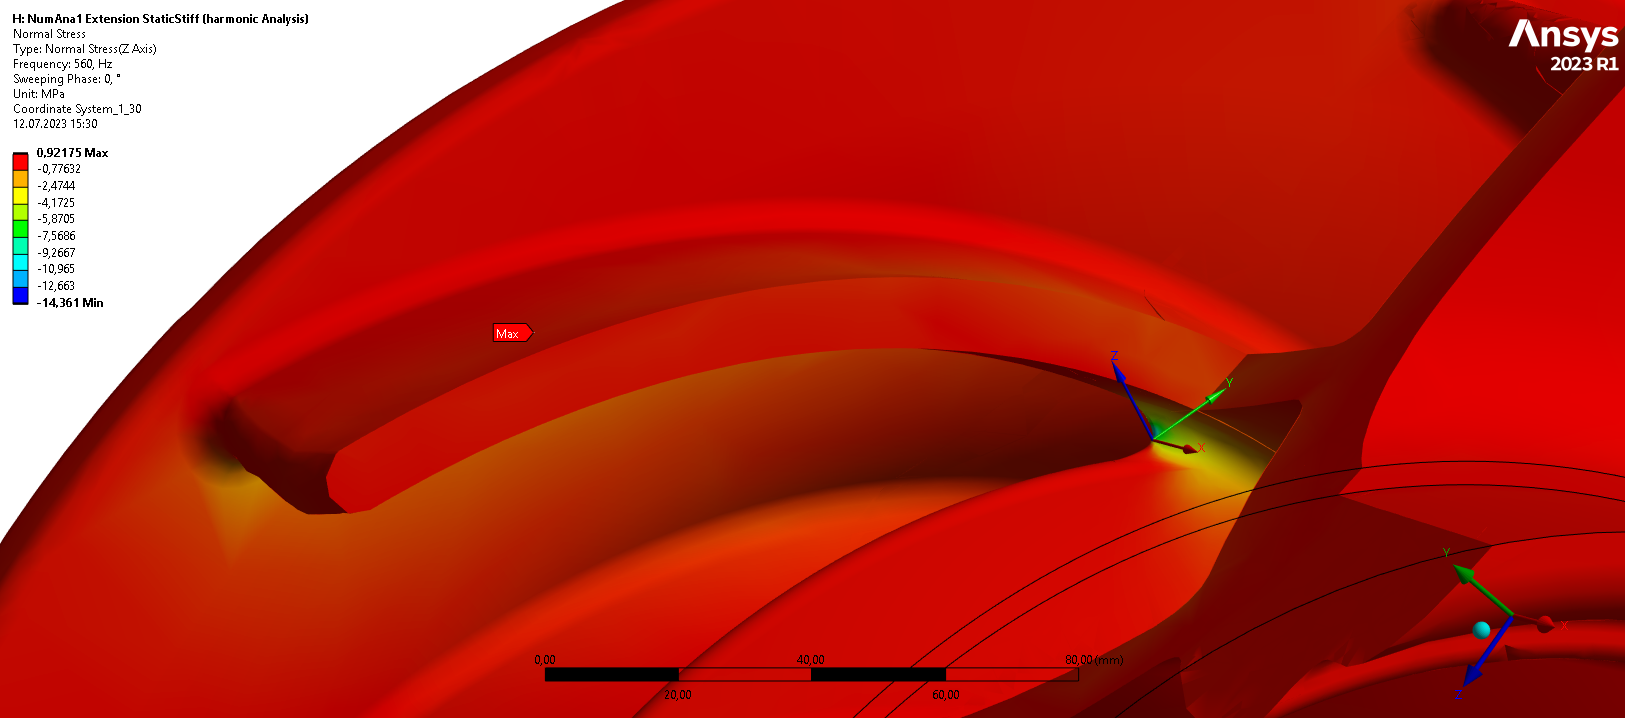 H: NumAna1 Extension StaticStiff (harmonic Analysis)
Normal Stress
Type: Normal Stress(Z Axis)
Frequency: 560, Hz
Sweeping Phase: 0, °
Unit: MPa
Coordinate System_1_30
12.07.2023 15:30
Ansys
2023 R1
0,92175 Max
-0,77632
-2,4744
-4,1725
-5,8705
-7,5686
-9,2667
-10,965
-12,663
-14,361 Min
Max
Z
Y
X
Y
X
Z
0,00
40,00
80,00 (mm)
20,00
60,00